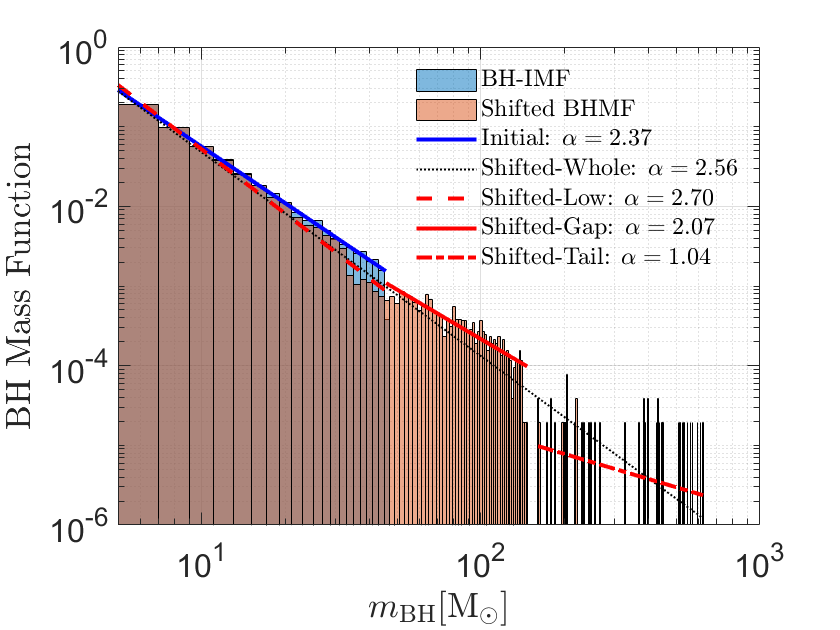 10^0
10^-2
10^-4
10^-6
BH Mass Function
BH-IMF
Shifted BHMF
Initial: α = 2.37
Shifted-Whole: α = 2.56
Shifted-Low: α = 2.70
Shifted-Gap: α = 2.07
Shifted-Tail: α = 1.04
10^1
10^2
10^3
m_BH[M_⊙]